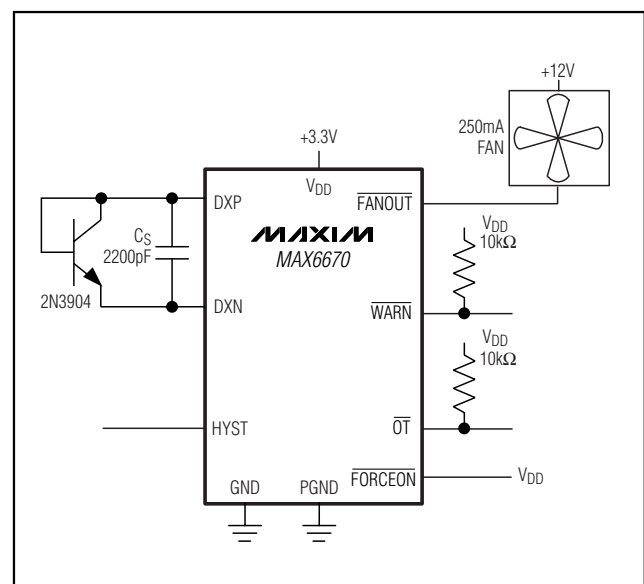 +12V
250mA
FAN
+3.3V
VDD
DXP
FANOUT
MAXIM
MAX6670
CS
2200pF
VDD
10kΩ
2N3904
DXN
WARN
VDD
10kΩ
HYST
OT
FORCEON
VDD
GND
PGND